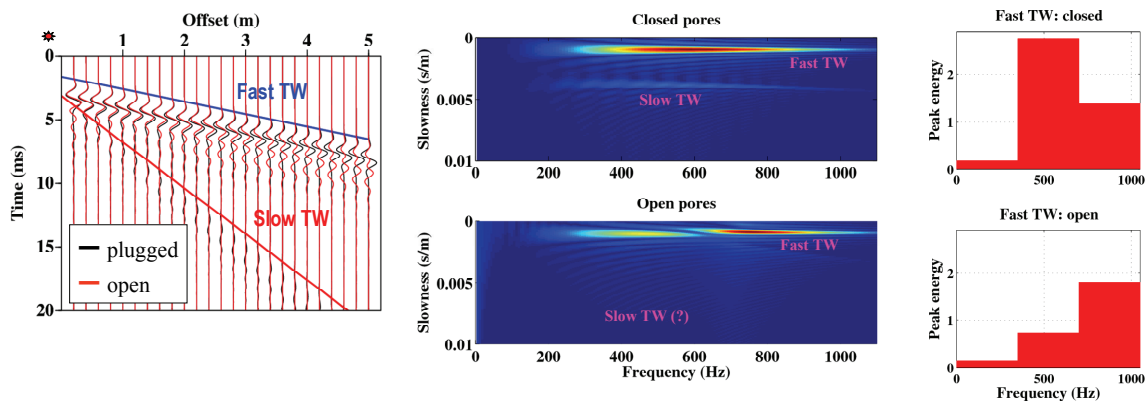 Offset (m)
1 2 3 4 5
0
5
10
15
20
Time (ms)
Fast TW
Slow TW
plugged
open
Closed pores
0
0.005
0.01
Slowness (s/m)
Fast TW
Slow TW
0 200 400 600 800 1000
Open pores
0
0.005
0.01
Slowness (s/m)
Fast TW
Slow TW (?)
0 200 400 600 800 1000
Frequency (Hz)
Fast TW: closed
2
1
0
Peak energy
0 500 1000
Fast TW: open
2
1
0
Peak energy
0 500 1000
Frequency (Hz)